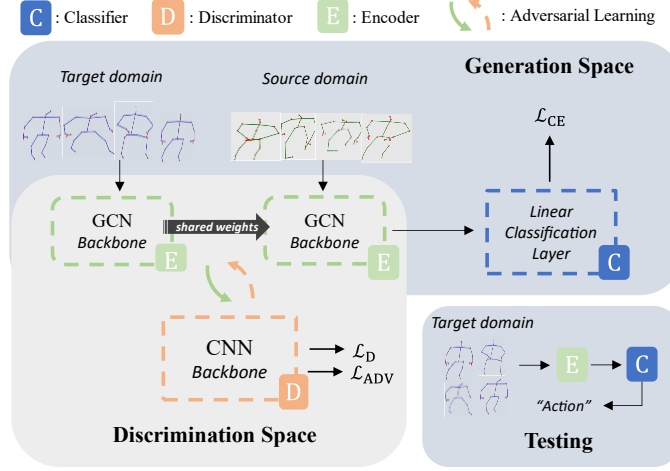 C : Classifier D : Discriminator E : Encoder : Adversarial Learning
Target domain
Source domain
Generation Space
ℒCE
GCN
Backbone
E
shared weights
GCN
Backbone
E
Linear
Classification
Layer
C
CNN
Backbone
D
ℒD
ℒADV
Discrimination Space
Target domain
E
C
“Action”
Testing